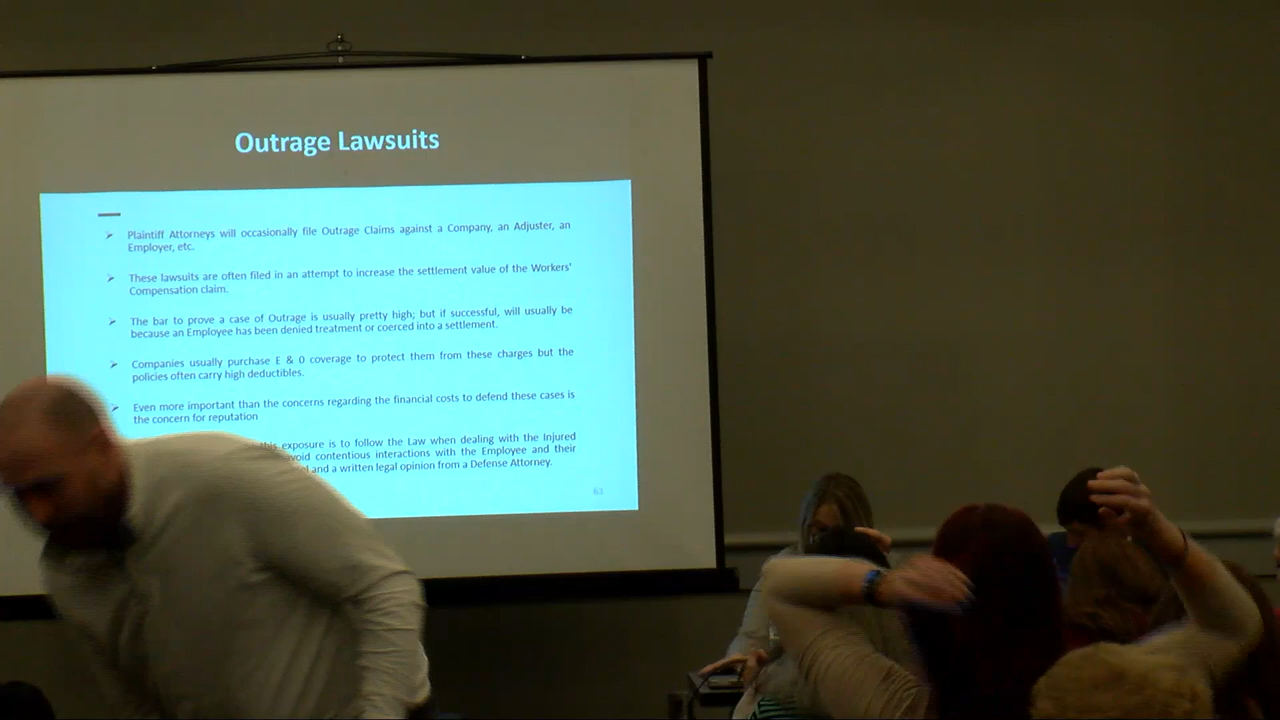 Outrage Lawsuits
Plaintiff Attorneys will occasionally file Outrage Claims against a Company, an Adjuster, an
Employer, etc.
These lawsuits are often filed in an attempt to increase the settlement value of the Workers'
Compensation claim.
The bar to prove a case of Outrage is usually pretty high; but if successful, will usually be
because an Employee has been denied treatment or coerced into a settlement.
Companies usually purchase E & O coverage to protect them from these charges but the
policies often carry high deductibles.
Even more important than the concerns regarding the financial costs to defend these cases is
the concern for reputation
this exposure is to follow the Law when dealing with the Injured
contentious interactions with the Employee and their
and a written legal opinion from a Defense Attorney.
63